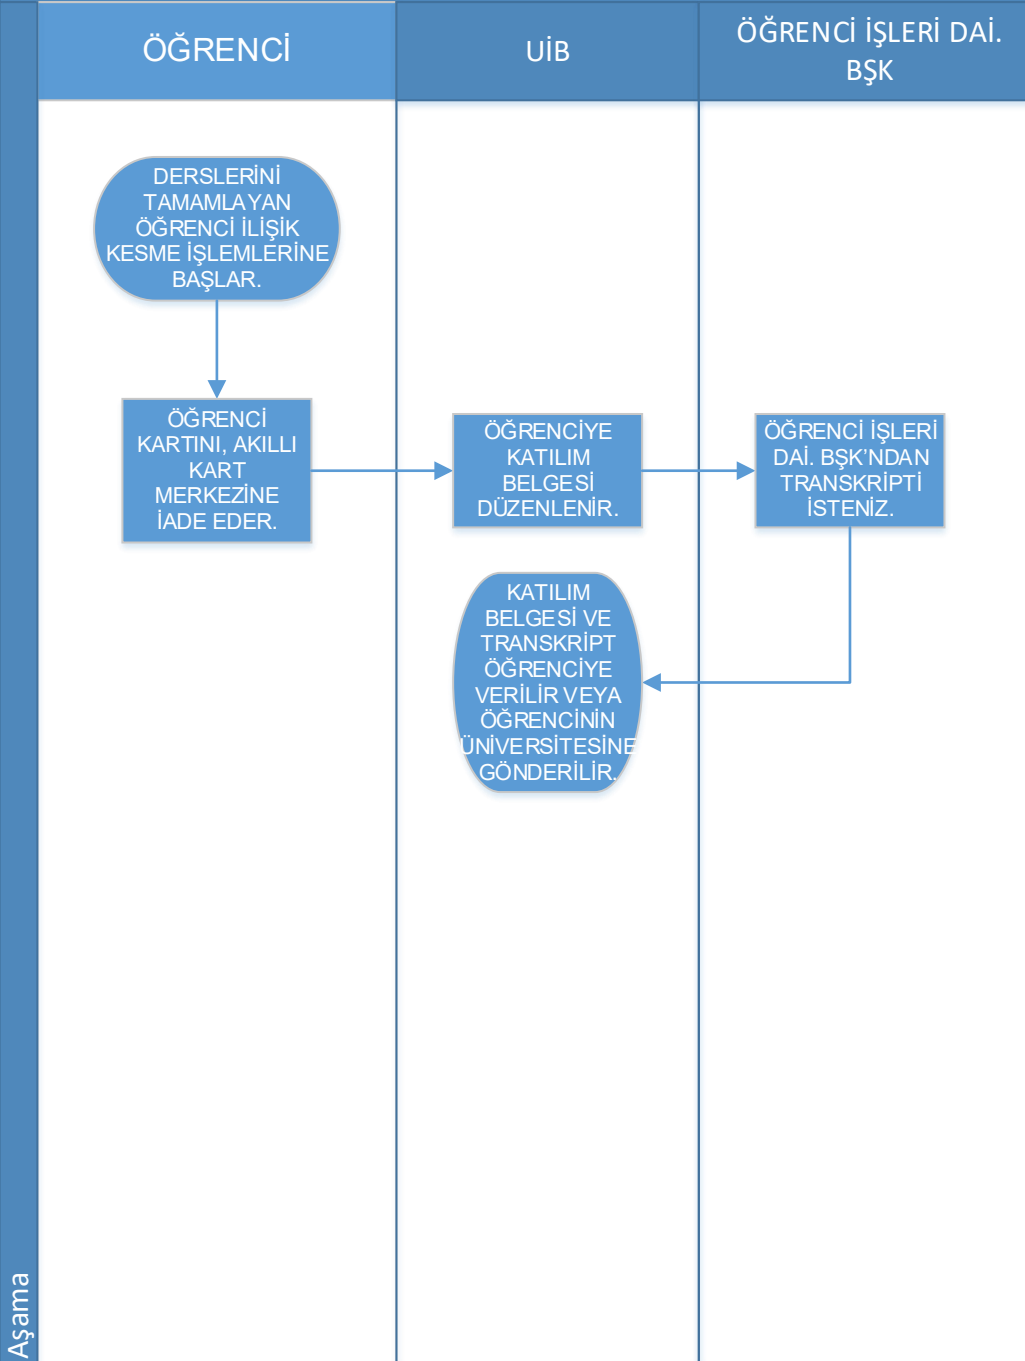 ÖĞRENCİ
UİB
ÖĞRENCİ İŞLERİ DAİ.
BŞK
DERSLERİNİ
TAMAMLAYAN
ÖĞRENCİ İLİŞİK
KESME İŞLEMLERİNE
BAŞLAR.
ÖĞRENCİ
KARTINI, AKILLI
KART
MERKEZİNE
İADE EDER.
ÖĞRENCİYE
KATILIM
BELGESİ
DÜZENLENİR.
ÖĞRENCİ İŞLERİ
DAİ. BŞK’NDAN
TRANSKRİPTİ
İSTENİZ.
KATILIM
BELGESİ VE
TRANSKRİPT
ÖĞRENCİYE
VERİLİR VEYA
ÖĞRENCİNİN
ÜNİVERSİTESİNE
GÖNDERİLİR.
Aşama